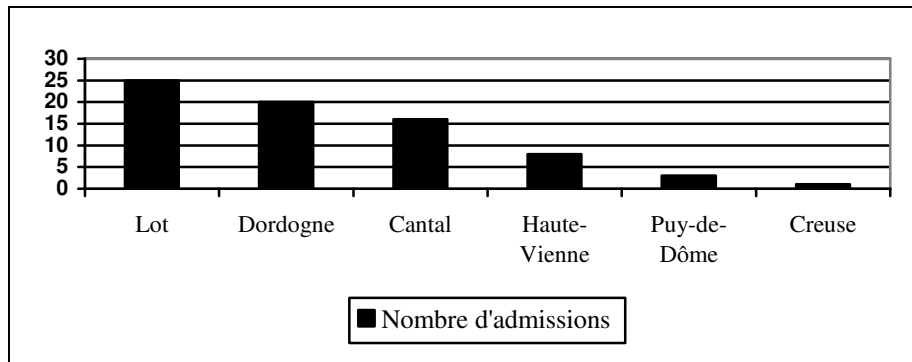 30
25
20
15
10
5
0
Lot
Dordogne
Cantal
Haute-
Vienne
Puy-de-
Dôme
Creuse
Nombre d'admissions